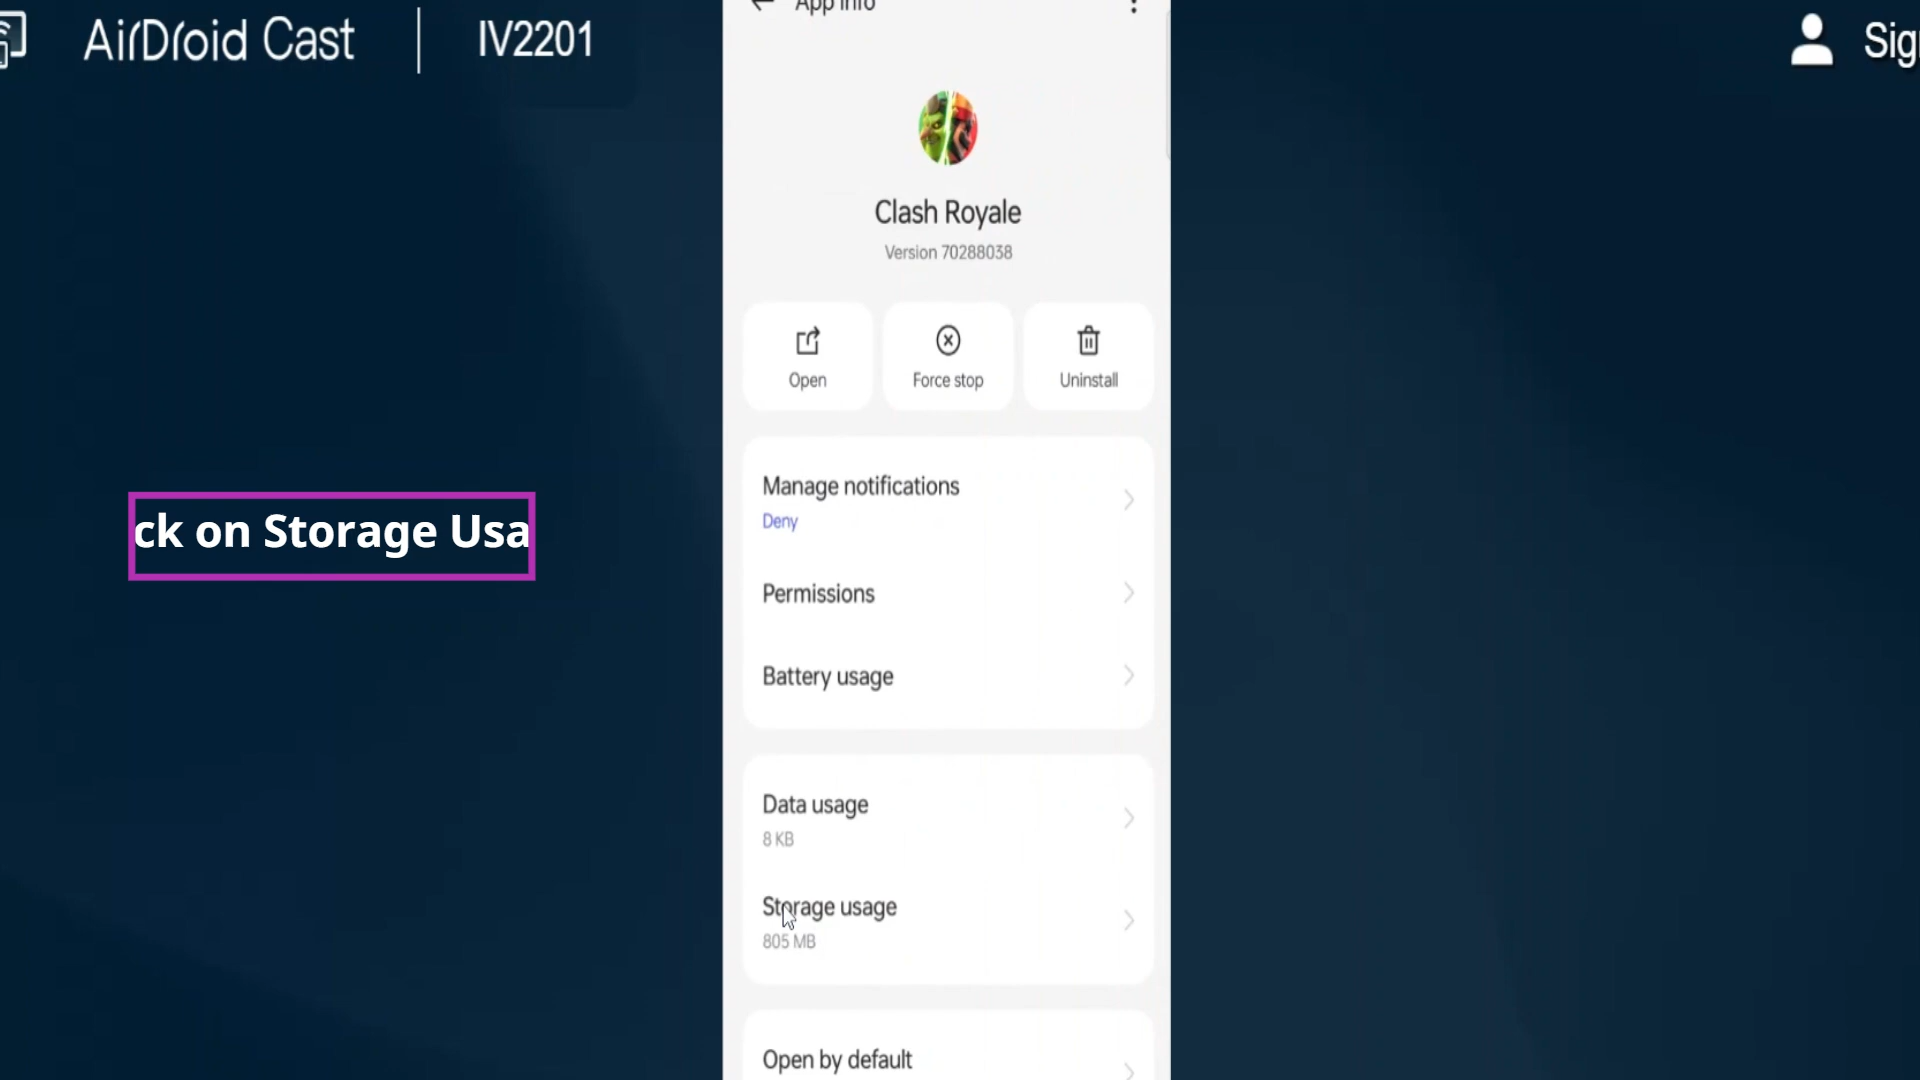 AirDroid Cast | IV2201
Sig
App info
Clash Royale
Version 70288038
Open
Force stop
Uninstall
ck on Storage Usa
Manage notifications
Deny
Permissions
Battery usage
Data usage
8 KB
Storage usage
805 MB
Open by default